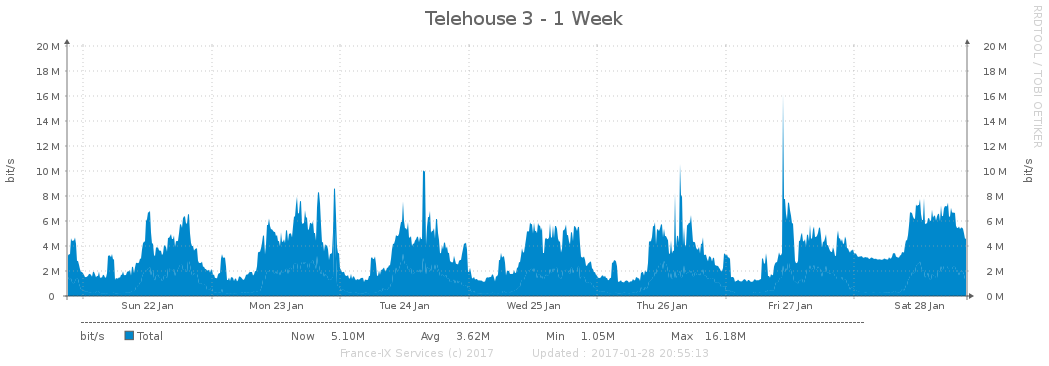 Telehouse 3 - 1 Week
RRDTOOL / TOBI OETIKER
20 M 20 M
18 M 18 M
16 M 16 M
14 M 14 M
12 M 12 M
10 M 10 M
8 M 8 M
6 M 6 M
4 M 4 M
2 M 2 M
0 0 M
bit/s
bit/s
Sun 22 Jan Mon 23 Jan Tue 24 Jan Wed 25 Jan Thu 26 Jan Fri 27 Jan Sat 28 Jan
bit/s Total Now 5.10M Avg 3.62M Min 1.05M Max 16.18M
France-IX Services (c) 2017 Updated : 2017-01-28 20:55:13